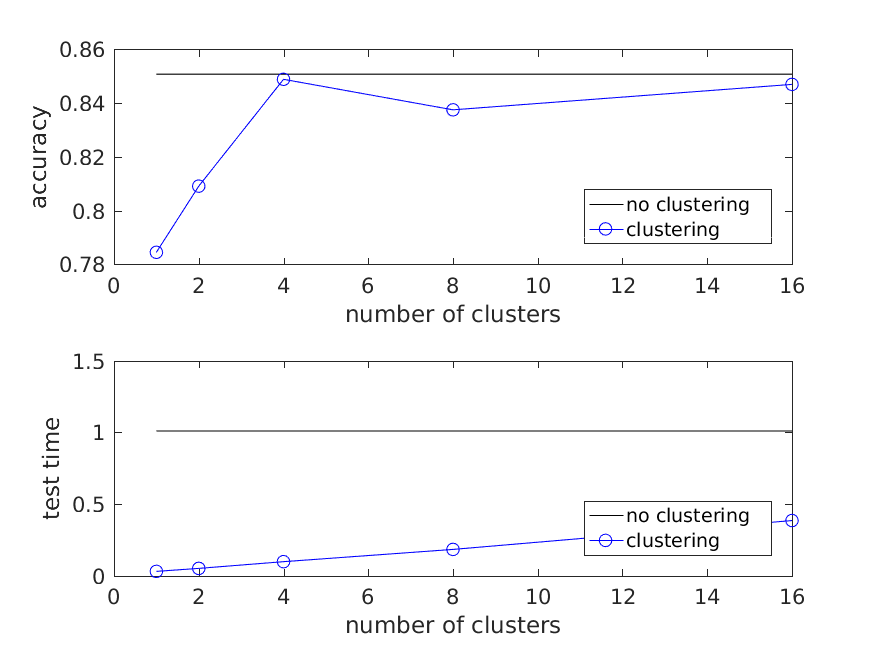 0.86
0.84
0.82
0.8
0.78
accuracy
no clustering
clustering
0 2 4 6 8 10 12 14 16
number of clusters
1.5
1
0.5
0
test time
no clustering
clustering
0 2 4 6 8 10 12 14 16
number of clusters